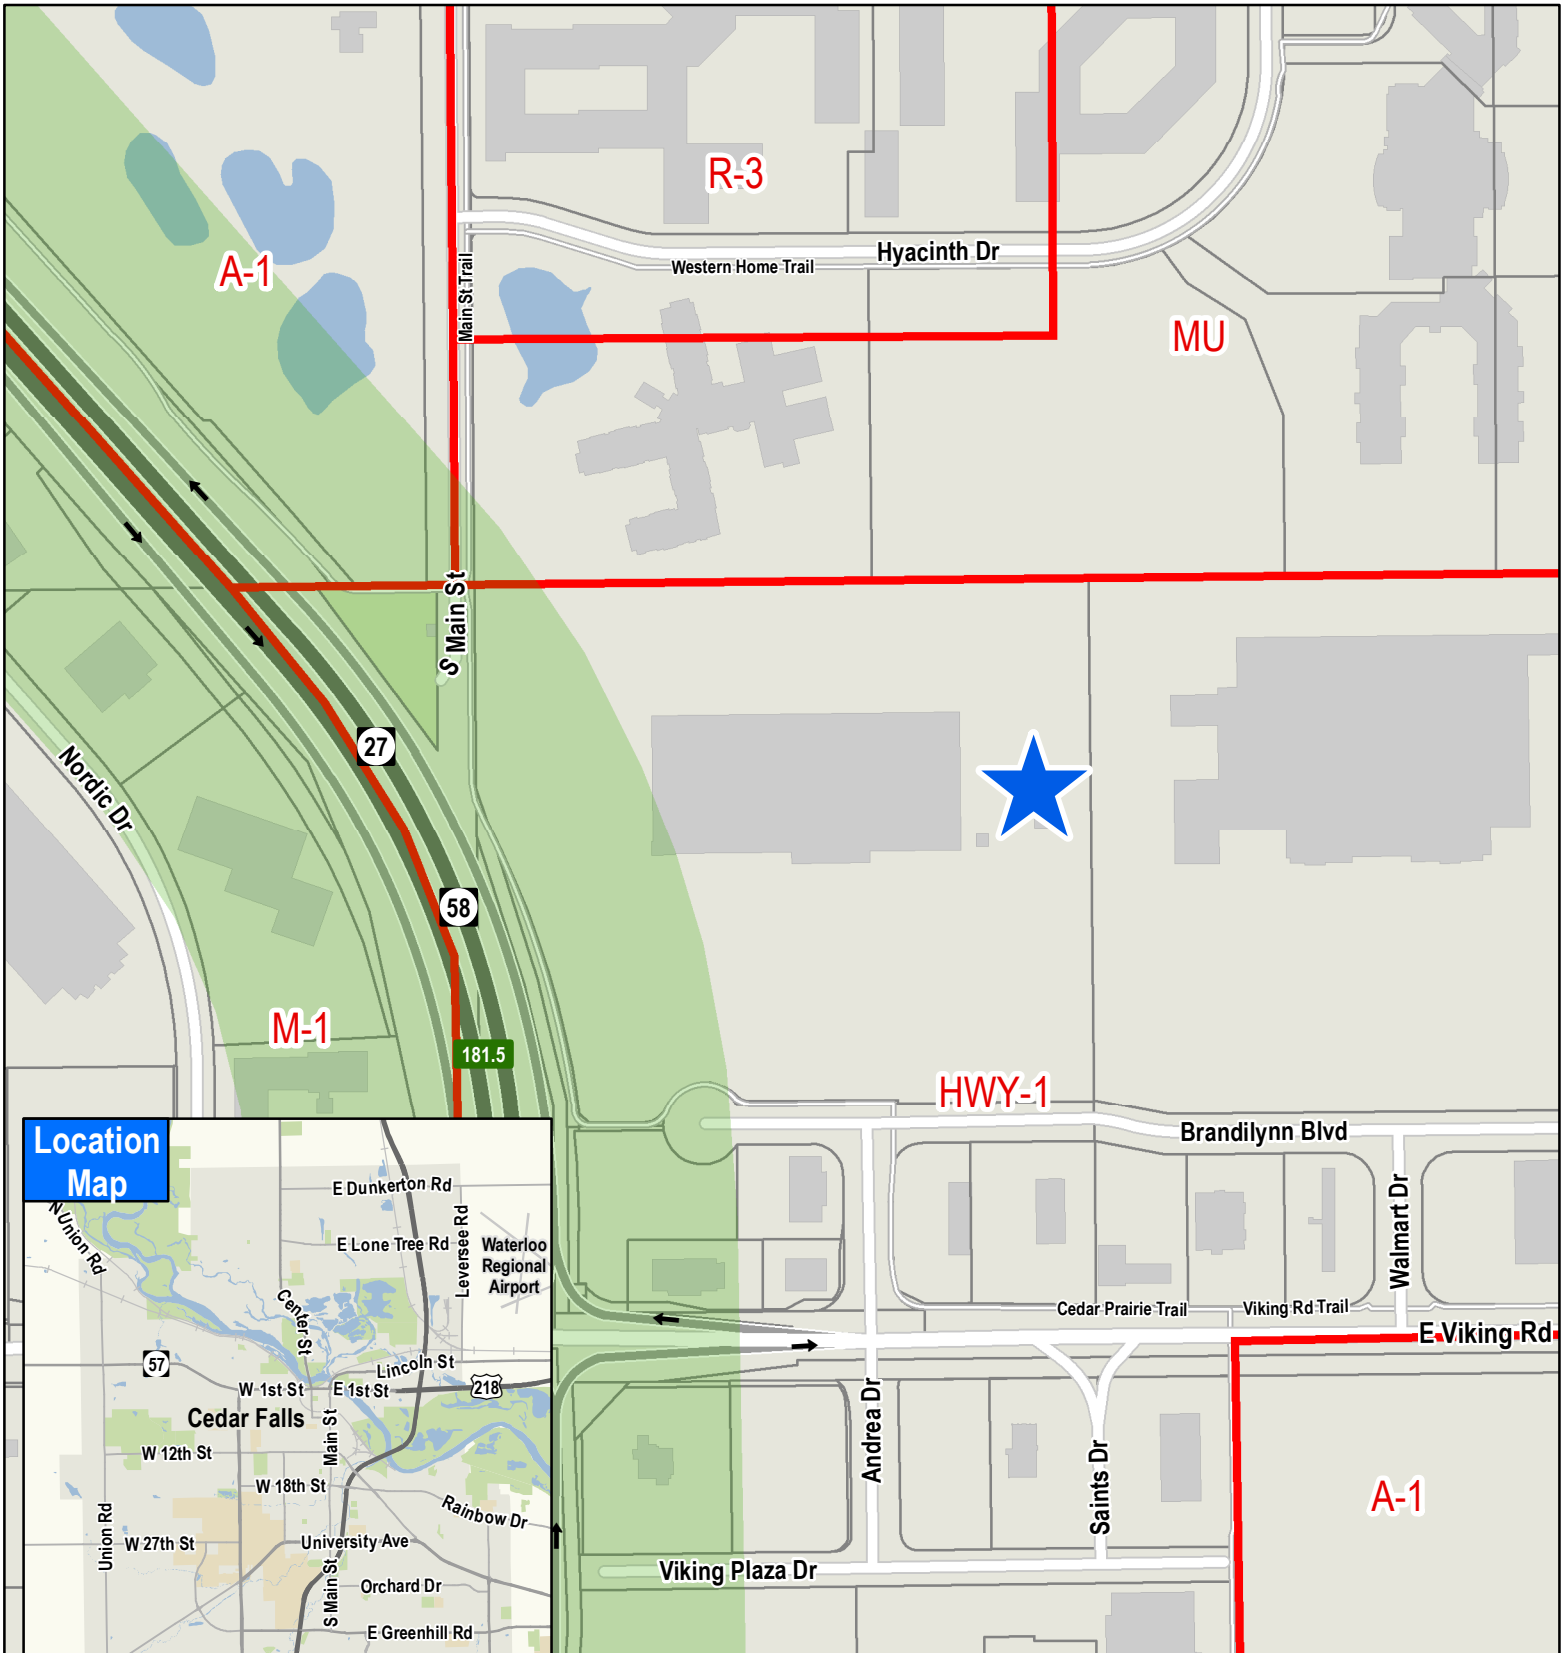 R-3
A-1
Main St Trail
Western Home Trail
Hyacinth Dr
MU
S Main St
27
Nordic Dr
58
M-1
181.5
HWY-1
Brandilynn Blvd
Walmart Dr
Cedar Prairie Trail
Viking Rd Trail
E Viking Rd
Andrea Dr
Saints Dr
A-1
Viking Plaza Dr
Location
Map
E Dunkerton Rd
N Union Rd
E Lone Tree Rd
Leversee Rd
Waterloo
Regional
Airport
Center St
57
Lincoln St
W 1st St
E 1st St
218
Cedar Falls
Main St
W 12th St
W 18th St
Rainbow Dr
Union Rd
W 27th St
University Ave
S Main St
Orchard Dr
E Greenhill Rd